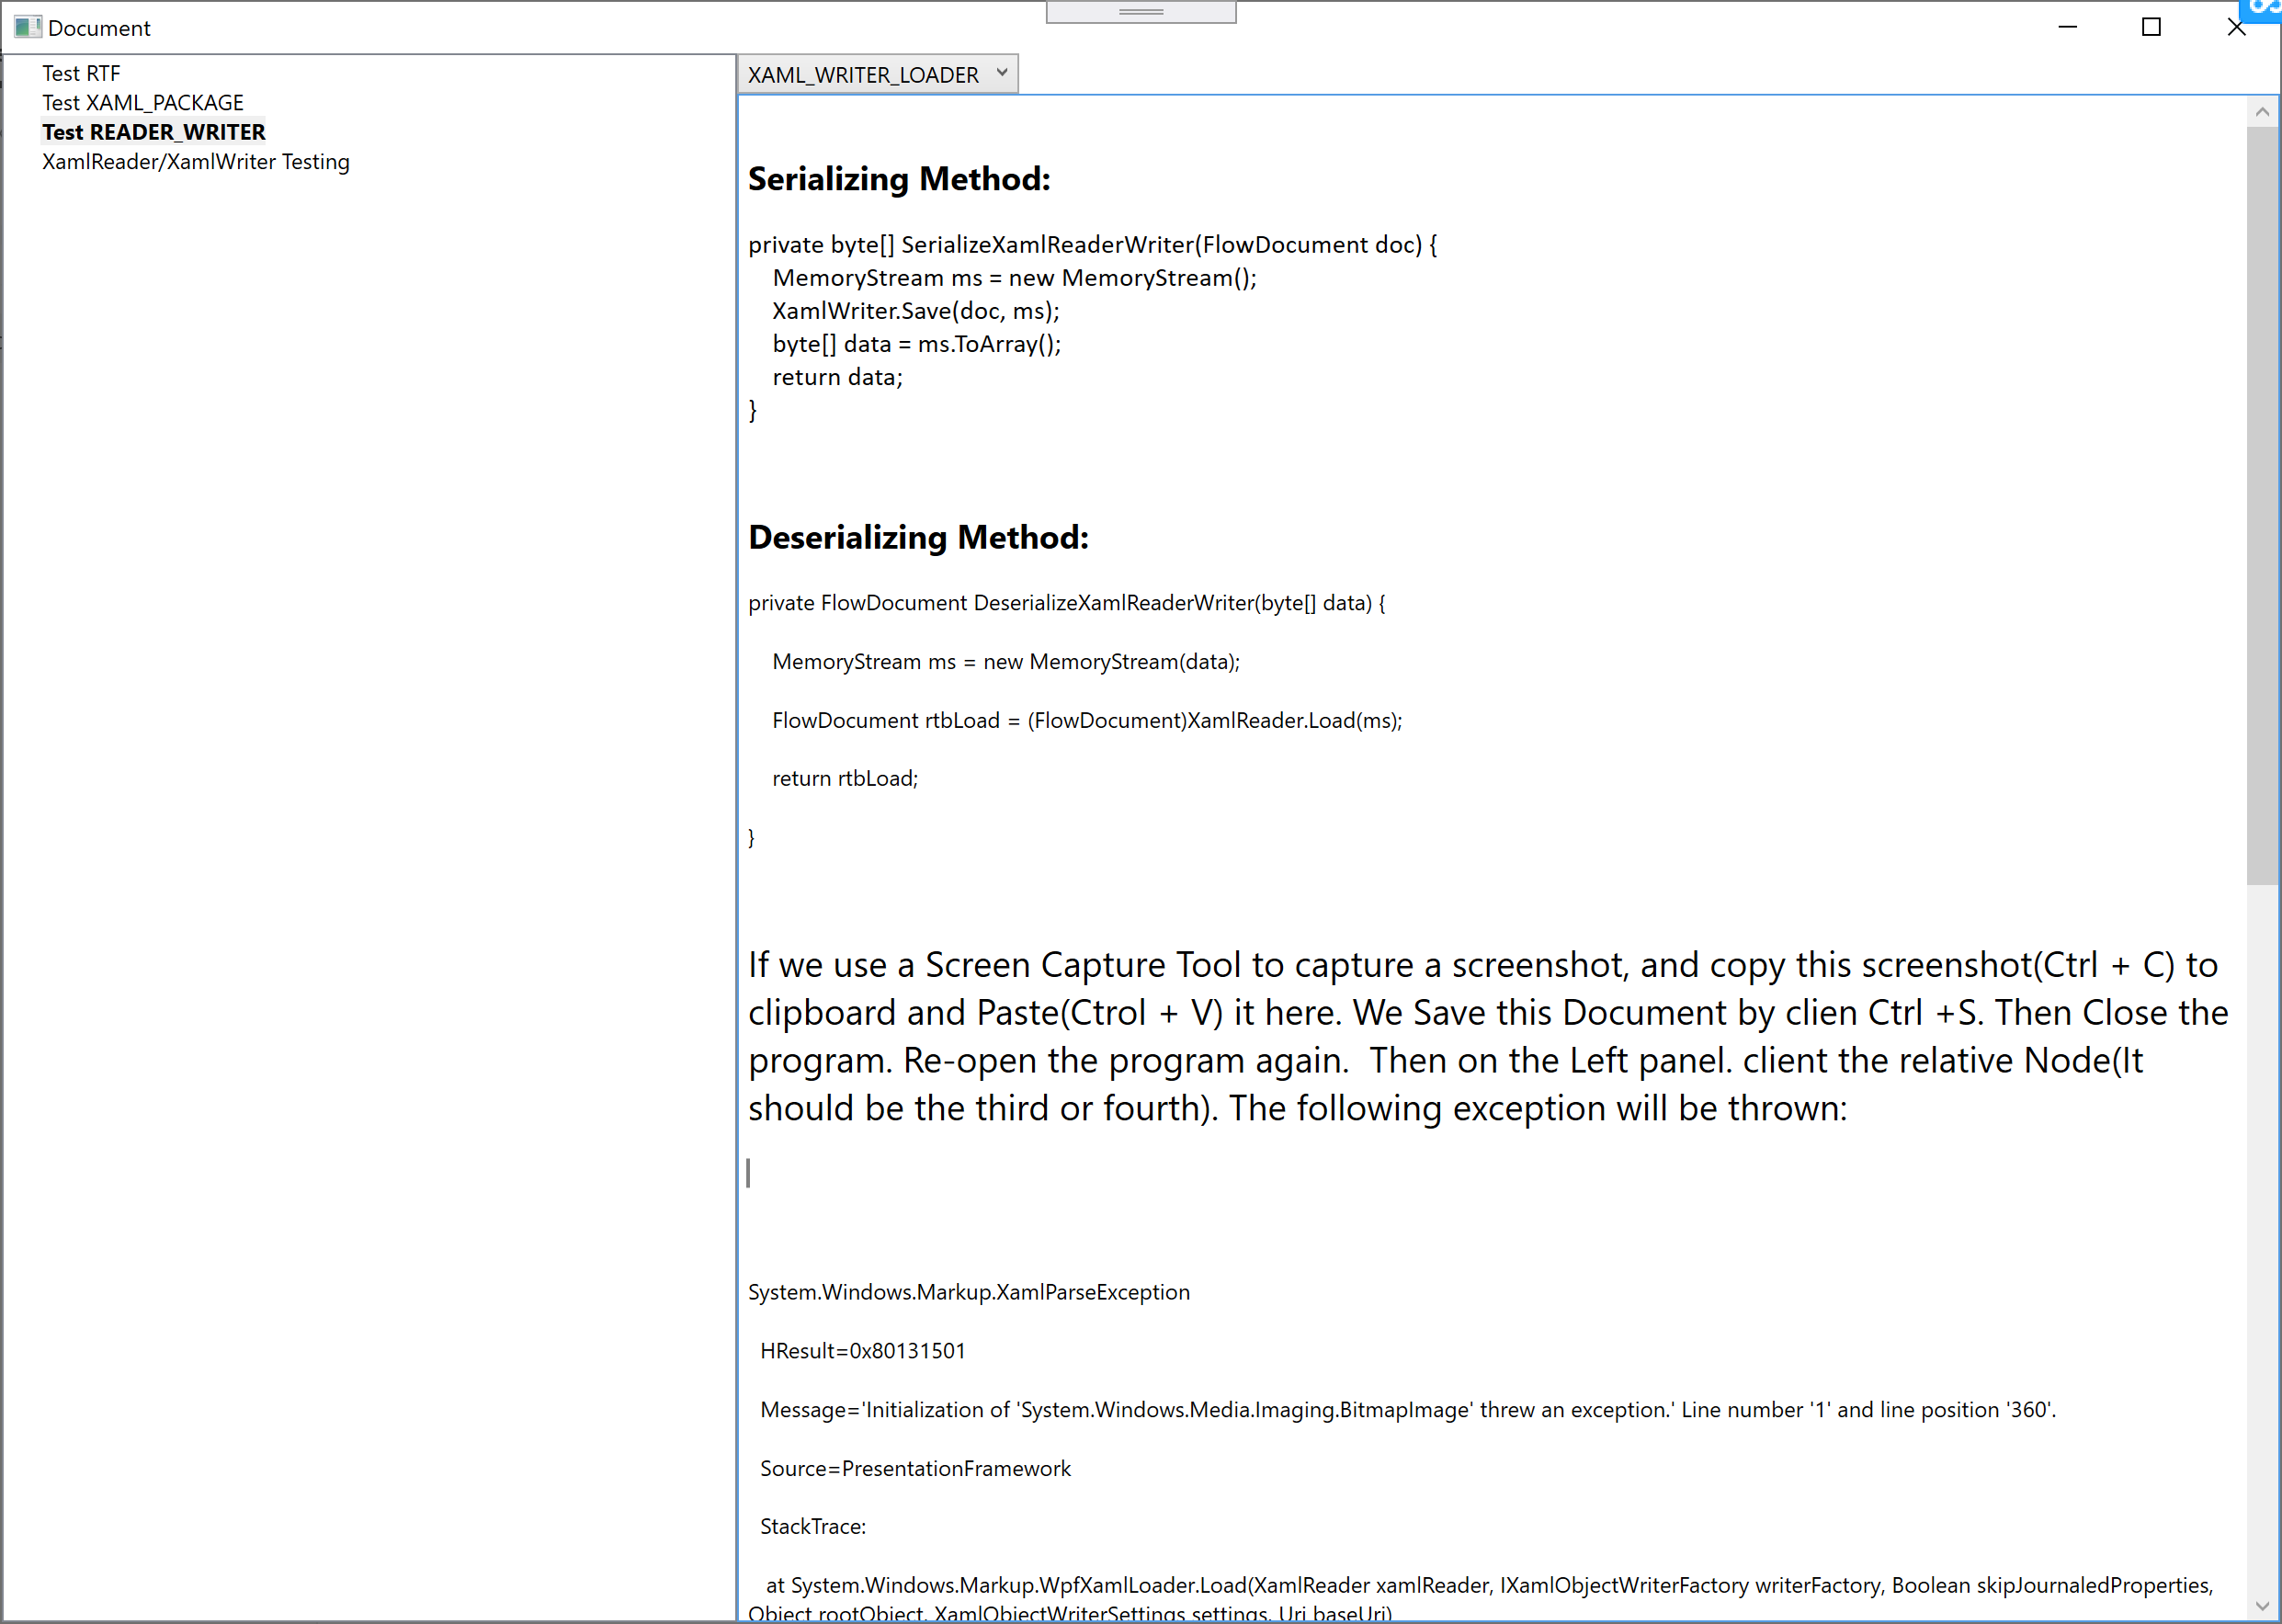 Document
Test RTF
Test XAML_PACKAGE
Test READER_WRITER
XamlReader/XamlWriter Testing
XAML_WRITER_LOADER
Serializing Method:
private byte[] SerializeXamlReaderWriter(FlowDocument doc) {
MemoryStream ms = new MemoryStream();
XamlWriter.Save(doc, ms);
byte[] data = ms.ToArray();
return data;
}
Deserializing Method:
private FlowDocument DeserializeXamlReaderWriter(byte[] data) {
MemoryStream ms = new MemoryStream(data);
FlowDocument rtbLoad = (FlowDocument)XamlReader.Load(ms);
return rtbLoad;
}
If we use a Screen Capture Tool to capture a screenshot, and copy this screenshot(Ctrl + C) to
clipboard and Paste(Ctrol + V) it here. We Save this Document by clien Ctrl +S. Then Close the
program. Re-open the program again.  Then on the Left panel. client the relative Node(It
should be the third or fourth). The following exception will be thrown:
System.Windows.Markup.XamlParseException
HResult=0x80131501
Message='Initialization of 'System.Windows.Media.Imaging.BitmapImage' threw an exception.' Line number '1' and line position '360'.
Source=PresentationFramework
StackTrace:
at System.Windows.Markup.WpfXamlLoader.Load(XamlReader xamlReader, IXamlObjectWriterFactory writerFactory, Boolean skipJournaledProperties,
Object rootObject, XamlObjectWriterSettings settings, Uri baseUri)